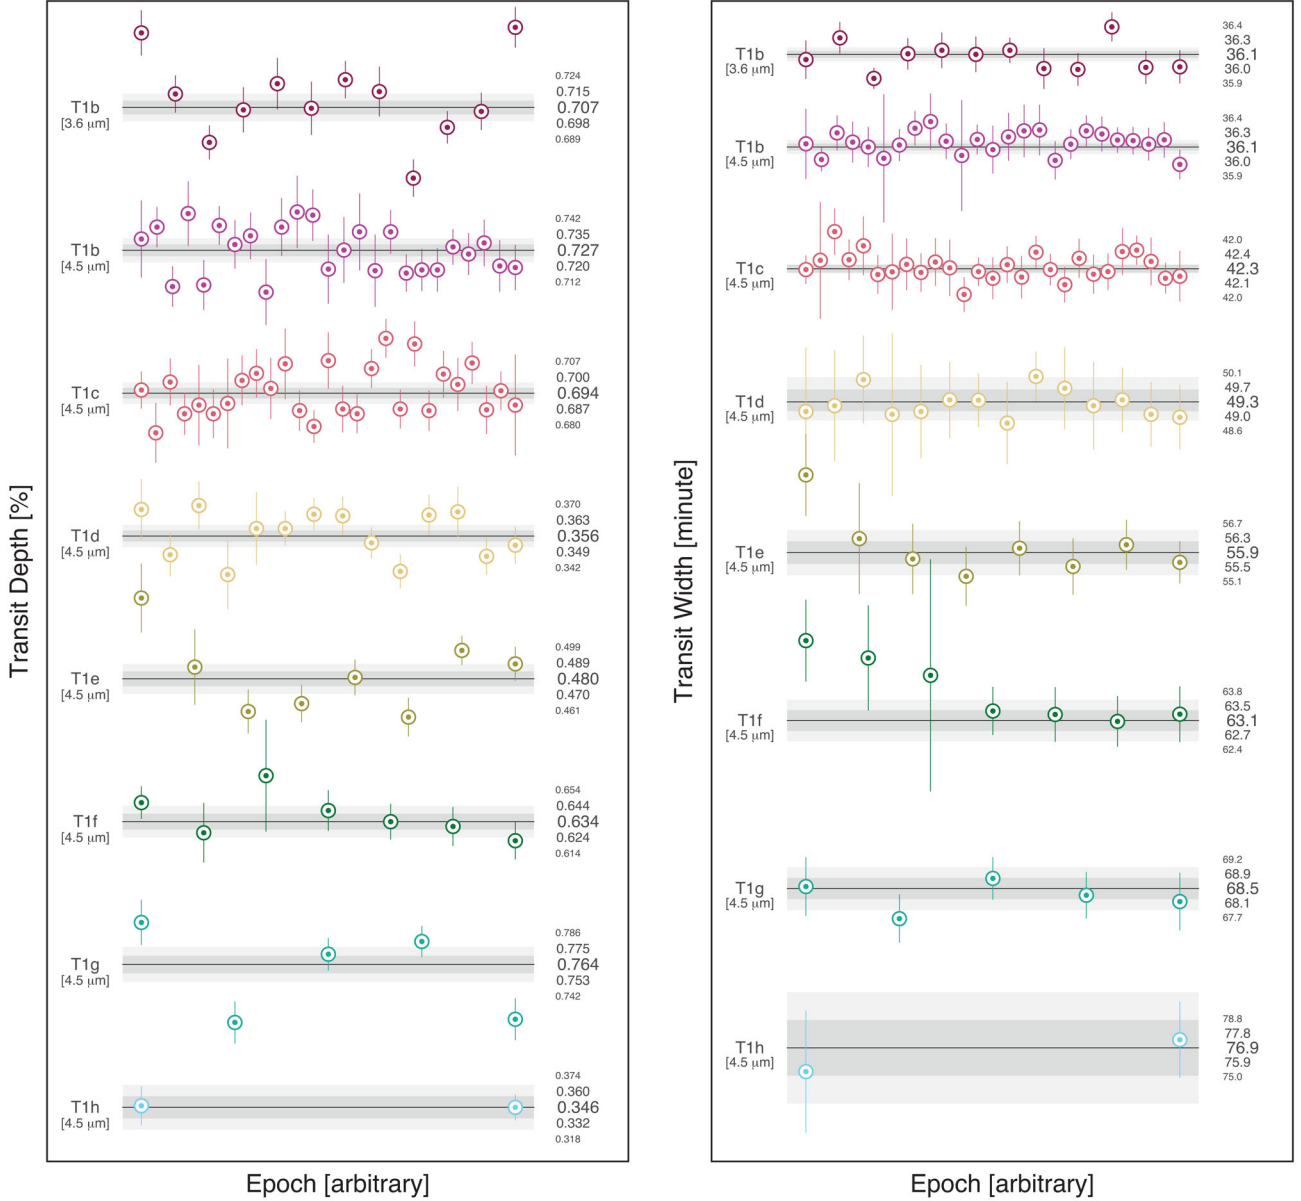 Transit Depth [%]
T1b
[3.6 μm]
0.724
0.715
0.707
0.698
0.689
T1b
[4.5 μm]
0.742
0.735
0.727
0.720
0.712
T1c
[4.5 μm]
0.707
0.700
0.694
0.687
0.680
T1d
[4.5 μm]
0.370
0.363
0.356
0.349
0.342
T1e
[4.5 μm]
0.499
0.489
0.480
0.470
0.461
T1f
[4.5 μm]
0.654
0.644
0.634
0.624
0.614
T1g
[4.5 μm]
0.786
0.775
0.764
0.753
0.742
T1h
[4.5 μm]
0.374
0.360
0.346
0.332
0.318
Epoch [arbitrary]
Transit Width [minute]
T1b
[3.6 μm]
36.4
36.3
36.1
36.0
35.9
T1b
[4.5 μm]
36.4
36.3
36.1
36.0
35.9
T1c
[4.5 μm]
42.0
42.4
42.3
42.1
42.0
T1d
[4.5 μm]
50.1
49.7
49.3
49.0
48.6
T1e
[4.5 μm]
56.7
56.3
55.9
55.5
55.1
T1f
[4.5 μm]
63.8
63.5
63.1
62.7
62.4
T1g
[4.5 μm]
69.2
68.9
68.5
68.1
67.7
T1h
[4.5 μm]
78.8
77.8
76.9
75.9
75.0
Epoch [arbitrary]